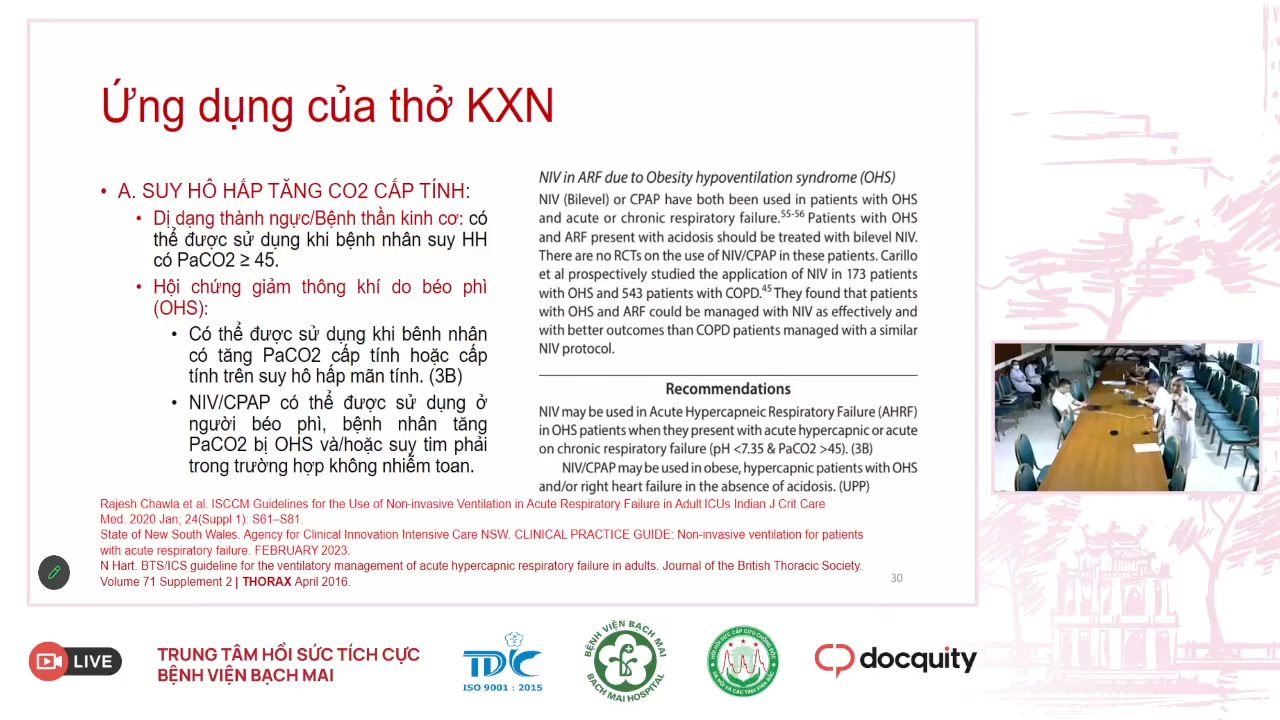 Ứng dụng của thở KXN
• A. SUY HÔ HẤP TĂNG CO2 CẤP TÍNH:
• Dị dạng thành ngực/Bệnh thần kinh cơ: có
thể được sử dụng khi bệnh nhân suy HH
có PaCO2 ≥ 45.
• Hội chứng giảm thông khí do béo phì
(OHS):
• Có thể được sử dụng khi bênh nhân
có tăng PaCO2 cấp tính hoặc cấp
tính trên suy hô hấp mãn tính. (3B)
• NIV/CPAP có thể được sử dụng ở
người béo phì, bệnh nhân tăng
PaCO2 bị OHS và/hoặc suy tim phải
trong trường hợp không nhiễm toan.
NIV in ARF due to Obesity hypoventilation syndrome (OHS)
NIV (Bilevel) or CPAP have both been used in patients with OHS
and acute or chronic respiratory failure.55-56 Patients with OHS
and ARF present with acidosis should be treated with bilevel NIV.
There are no RCTs on the use of NIV/CPAP in these patients. Carillo
et al prospectively studied the application of NIV in 173 patients
with OHS and 543 patients with COPD.45 They found that patients
with OHS and ARF could be managed with NIV as effectively and
with better outcomes than COPD patients managed with a similar
NIV protocol.
Recommendations
NIV may be used in Acute Hypercapneic Respiratory Failure (AHRF)
in OHS patients when they present with acute hypercapnic or acute
on chronic respiratory failure (pH <7.35 & PaCO2 >45). (3B)
NIV/CPAP may be used in obese, hypercapnic patients with OHS
and/or right heart failure in the absence of acidosis. (UPP)
Rajesh Chawla et al. ISCCM Guidelines for the Use of Non-invasive Ventilation in Acute Respiratory Failure in Adult ICUs Indian J Crit Care
Med. 2020 Jan; 24(Suppl 1): S61–S81.
State of New South Wales. Agency for Clinical Innovation Intensive Care NSW. CLINICAL PRACTICE GUIDE: Non-invasive ventilation for patients
with acute respiratory failure. FEBRUARY 2023.
N Hart. BTS/ICS guideline for the ventilatory management of acute hypercapnic respiratory failure in adults. Journal of the British Thoracic Society.
Volume 71 Supplement 2 | THORAX April 2016.
30
LIVE
TRUNG TÂM HỒI SỨC TÍCH CỰC
BỆNH VIỆN BẠCH MAI
TDC
ISO 9001 : 2015
BỆNH VIỆN BẠCH MAI
BACH MAI HOSPITAL
HỘI HỒI SỨC CẤP CỨU CHỐNG ĐỘC
HÀ NỘI VÀ CÁC TỈNH PHÍA BẮC
docquity